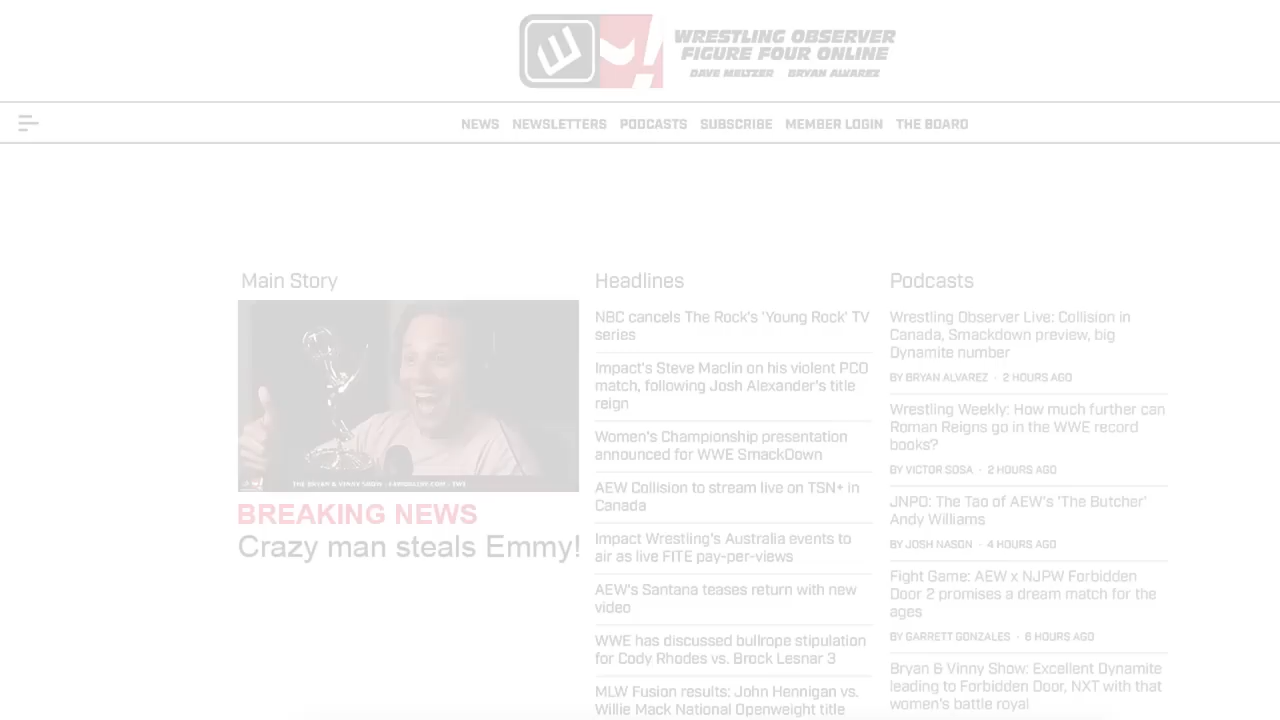 WRESTLING OBSERVER
FIGURE FOUR ONLINE
DAVE MELTZER BRYAN ALVAREZ
NEWS NEWSLETTERS PODCASTS SUBSCRIBE MEMBER LOGIN THE BOARD
Main Story
THE BRYAN & VINNY SHOW
BREAKING NEWS
Crazy man steals Emmy!
Headlines
NBC cancels The Rock's 'Young Rock' TV
series
Impact's Steve Maclin on his violent PCO
match, following Josh Alexander's title
reign
Women's Championship presentation
announced for WWE SmackDown
AEW Collision to stream live on TSN+ in
Canada
Impact Wrestling's Australia events to
air as live FITE pay-per-views
AEW's Santana teases return with new
video
WWE has discussed bullrope stipulation
for Cody Rhodes vs. Brock Lesnar 3
MLW Fusion results: John Hennigan vs.
Willie Mack National Openweight title
Podcasts
Wrestling Observer Live: Collision in
Canada, Smackdown preview, big
Dynamite number
BY BRYAN ALVAREZ · 2 HOURS AGO
Wrestling Weekly: How much further can
Roman Reigns go in the WWE record
books?
BY VICTOR SOSA · 2 HOURS AGO
JNPO: The Tao of AEW's 'The Butcher'
Andy Williams
BY JOSH NASON · 4 HOURS AGO
Fight Game: AEW x NJPW Forbidden
Door 2 promises a dream match for the
ages
BY GARRETT GONZALES · 6 HOURS AGO
Bryan & Vinny Show: Excellent Dynamite
leading to Forbidden Door, NXT with that
women's battle royal